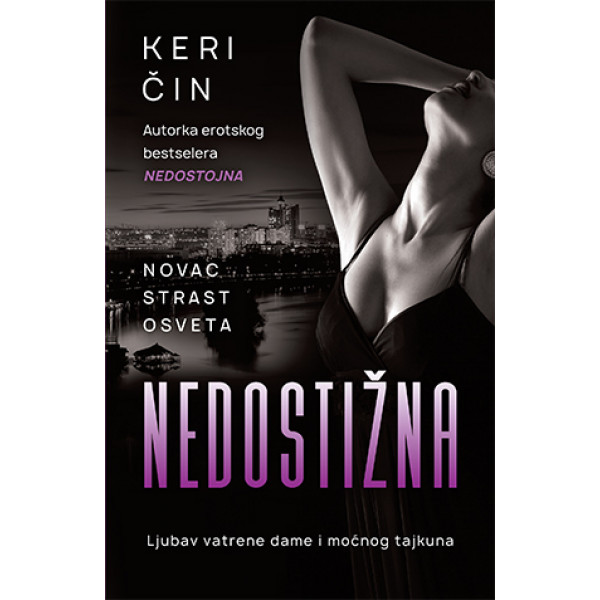 KERI
ČIN
Autorka erotskog
bestselera
NEDOSTOJNA
NOVAC
STRAST
OSVETA
NEDOSTIŽNA
Ljubav vatrene dame i moćnog tajkuna